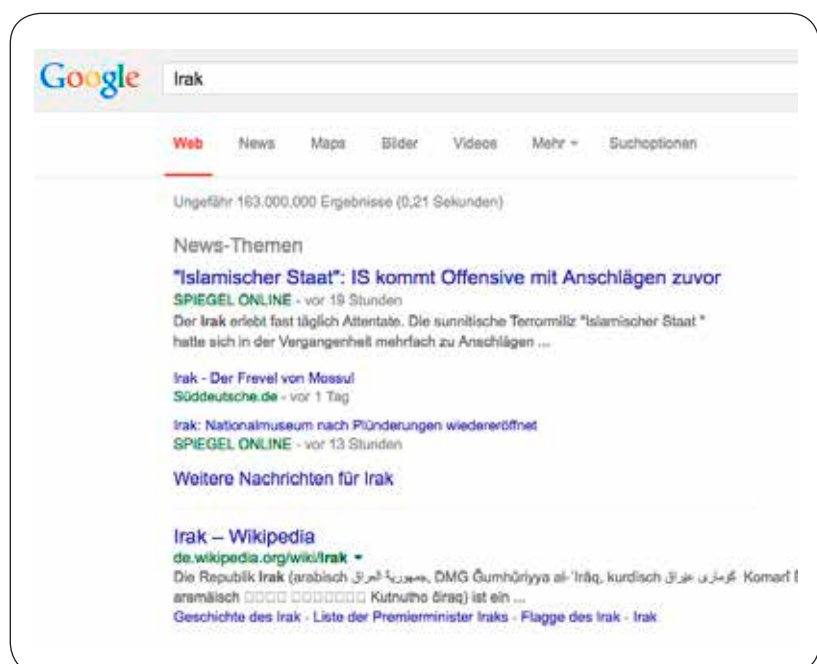 Google Irak
Web News Maps Bilder Videos Mehr Suchoptionen
Ungefähr 163.000.000 Ergebnisse (0,21 Sekunden)
News-Themen
"Islamischer Staat": IS kommt Offensive mit Anschlägen zuvor
SPIEGEL ONLINE - vor 19 Stunden
Der Irak erlebt fast täglich Attentate. Die sunnitische Terrormiliz "Islamischer Staat "
hatte sich in der Vergangenheit mehrfach zu Anschlägen ...
Irak - Der Frevel von Mossul
Süddeutsche.de - vor 1 Tag
Irak: Nationalmuseum nach Plünderungen wiedereröffnet
SPIEGEL ONLINE - vor 13 Stunden
Weitere Nachrichten für Irak
Irak – Wikipedia
de.wikipedia.org/wiki/Irak
Die Republik Irak (arabisch جمهورية العراق, DMG Ǧumhūriyya al-ʿIrāq, kurdisch كۆماری عێراق Komarî
aramäisch □□□□ □□□□□□□ Kutnutho ðiraq) ist ein ...
Geschichte des Irak - Liste der Premierminister Iraks - Flagge des Irak - Irak